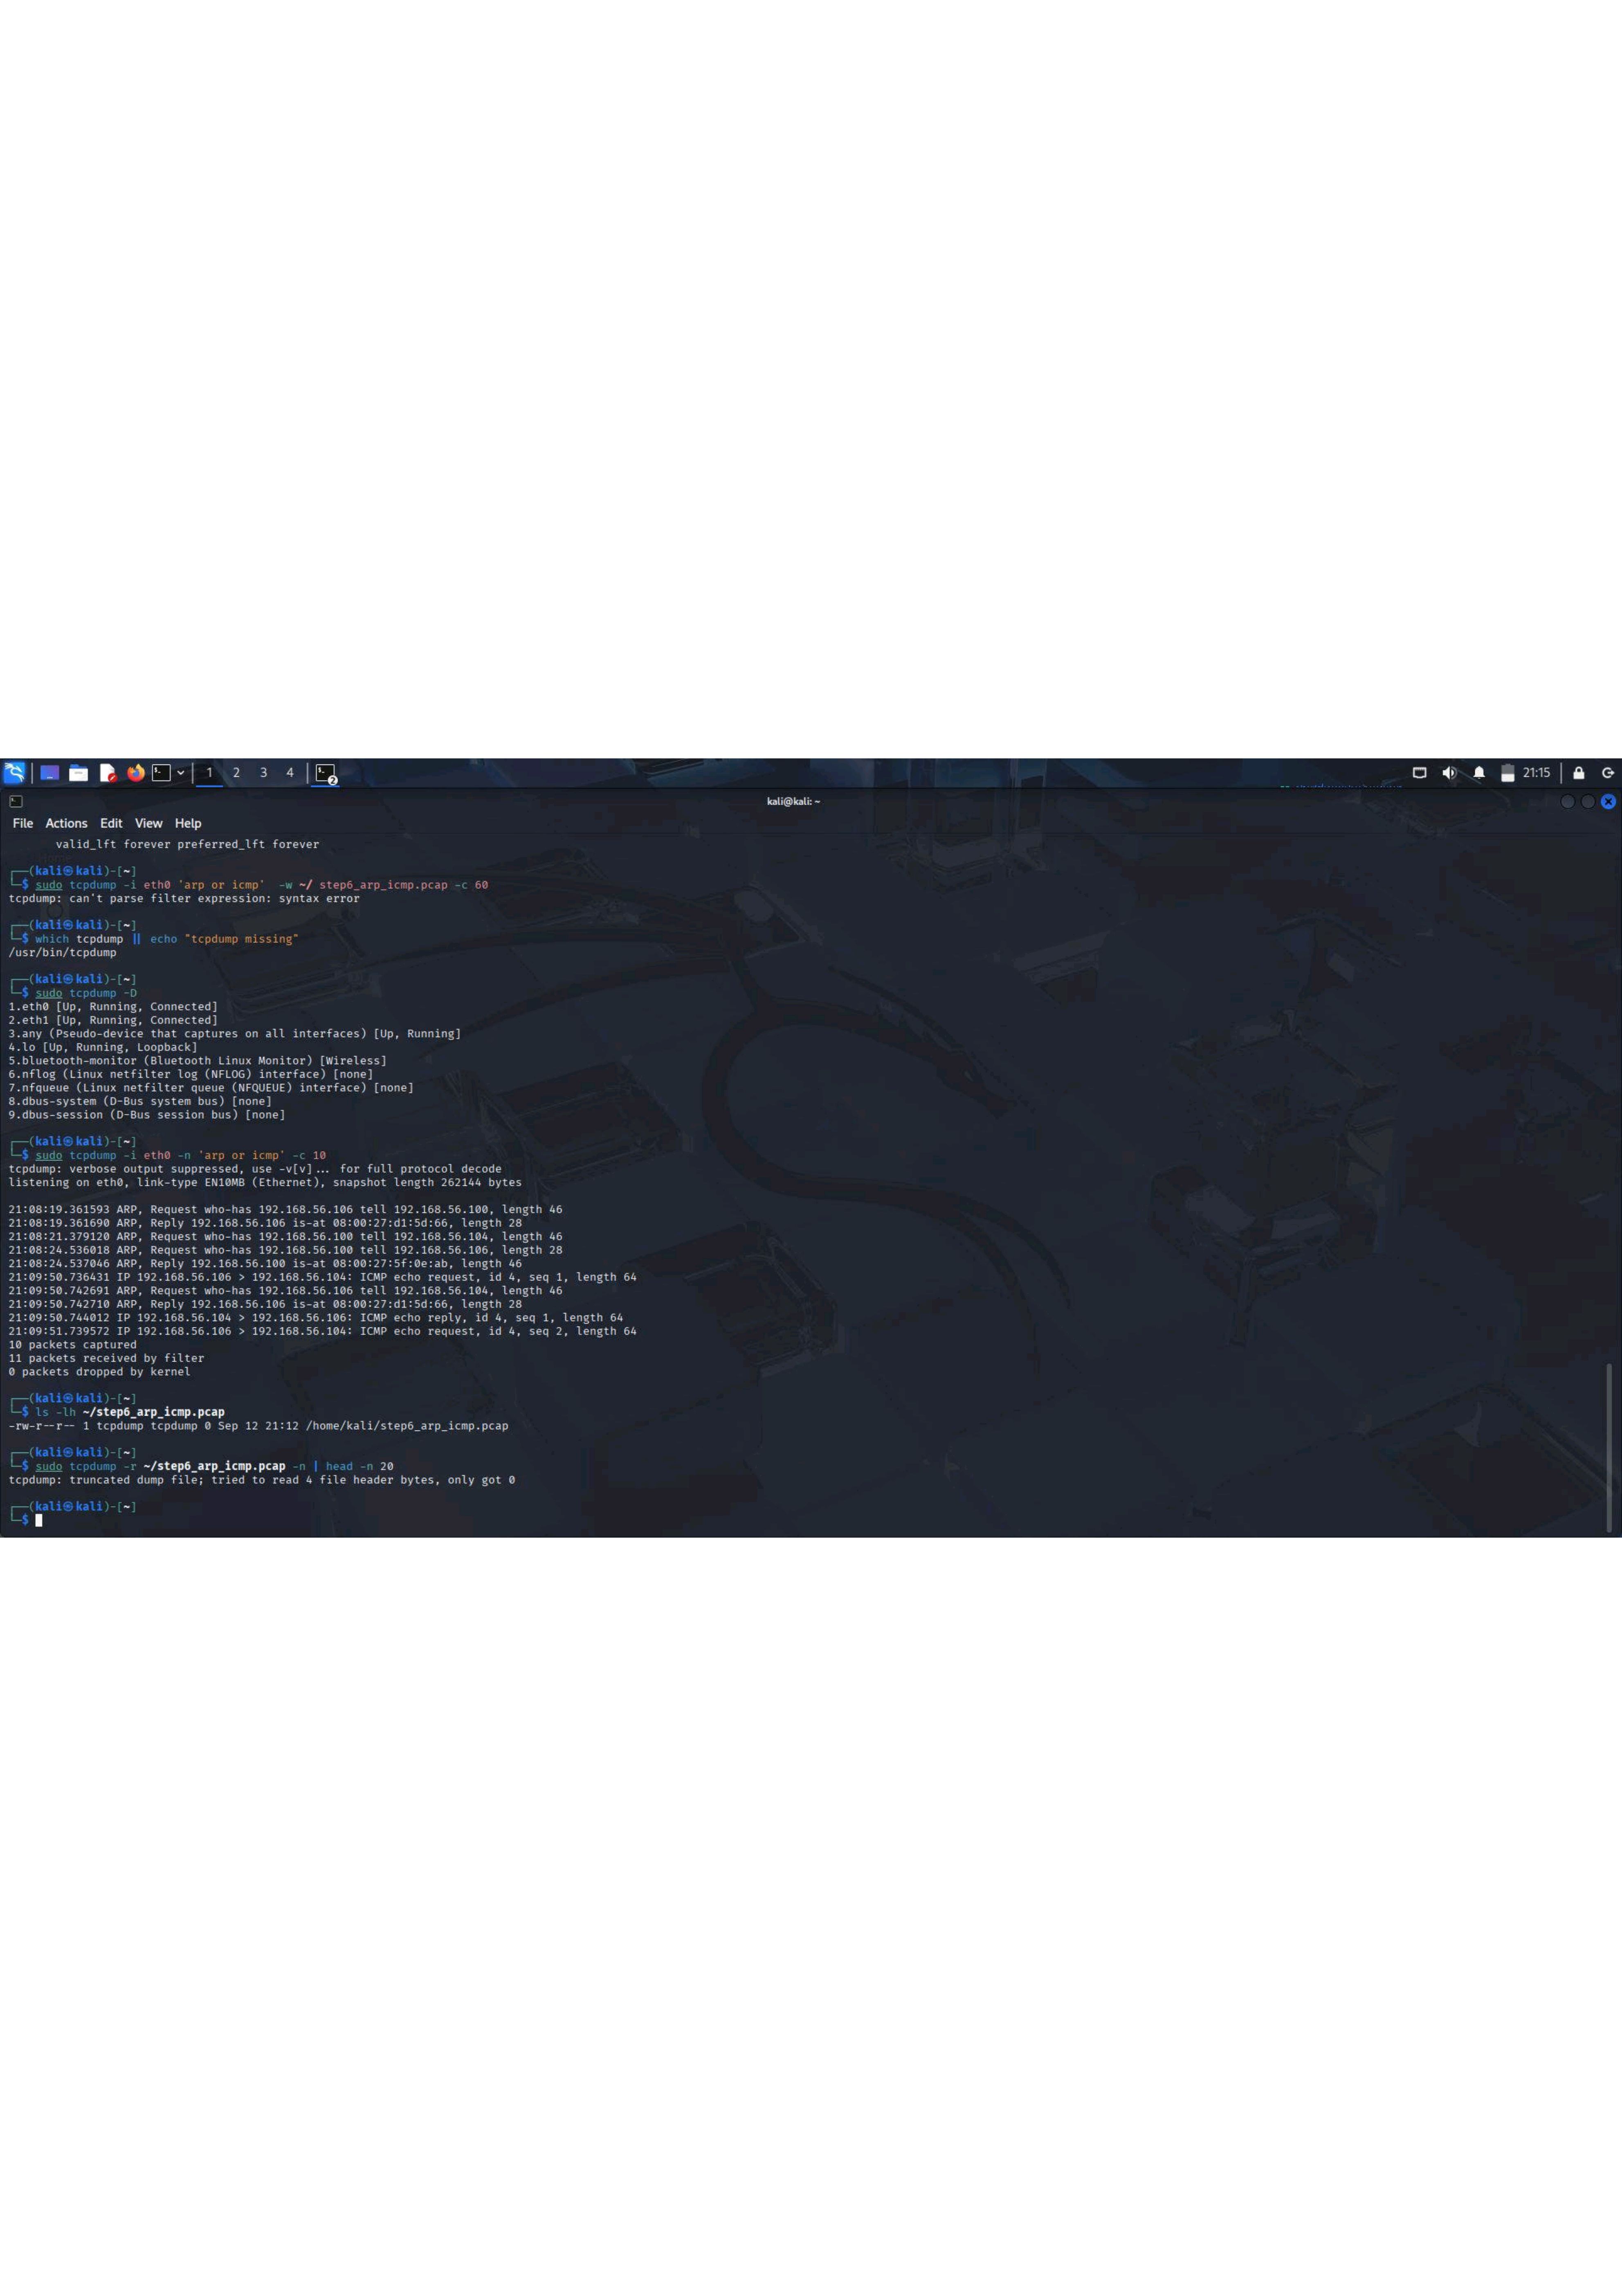 1 2 3 4
2
21:15
kali@kali: ~
File Actions Edit View Help
valid_lft forever preferred_lft forever
┌──(kali㉿kali)-[~]
└─$ sudo tcpdump -i eth0 'arp or icmp'  -w ~/ step6_arp_icmp.pcap -c 60
tcpdump: can't parse filter expression: syntax error
┌──(kali㉿kali)-[~]
└─$ which tcpdump || echo "tcpdump missing"
/usr/bin/tcpdump
┌──(kali㉿kali)-[~]
└─$ sudo tcpdump -D
1.eth0 [Up, Running, Connected]
2.eth1 [Up, Running, Connected]
3.any (Pseudo-device that captures on all interfaces) [Up, Running]
4.lo [Up, Running, Loopback]
5.bluetooth-monitor (Bluetooth Linux Monitor) [Wireless]
6.nflog (Linux netfilter log (NFLOG) interface) [none]
7.nfqueue (Linux netfilter queue (NFQUEUE) interface) [none]
8.dbus-system (D-Bus system bus) [none]
9.dbus-session (D-Bus session bus) [none]
┌──(kali㉿kali)-[~]
└─$ sudo tcpdump -i eth0 -n 'arp or icmp' -c 10
tcpdump: verbose output suppressed, use -v[v]... for full protocol decode
listening on eth0, link-type EN10MB (Ethernet), snapshot length 262144 bytes
21:08:19.361593 ARP, Request who-has 192.168.56.106 tell 192.168.56.100, length 46
21:08:19.361690 ARP, Reply 192.168.56.106 is-at 08:00:27:d1:5d:66, length 28
21:08:21.379120 ARP, Request who-has 192.168.56.100 tell 192.168.56.104, length 46
21:08:24.536018 ARP, Request who-has 192.168.56.100 tell 192.168.56.106, length 28
21:08:24.537046 ARP, Reply 192.168.56.100 is-at 08:00:27:5f:0e:ab, length 46
21:09:50.736431 IP 192.168.56.106 > 192.168.56.104: ICMP echo request, id 4, seq 1, length 64
21:09:50.742691 ARP, Request who-has 192.168.56.106 tell 192.168.56.104, length 46
21:09:50.742710 ARP, Reply 192.168.56.106 is-at 08:00:27:d1:5d:66, length 28
21:09:50.744012 IP 192.168.56.104 > 192.168.56.106: ICMP echo reply, id 4, seq 1, length 64
21:09:51.739572 IP 192.168.56.106 > 192.168.56.104: ICMP echo request, id 4, seq 2, length 64
10 packets captured
11 packets received by filter
0 packets dropped by kernel
┌──(kali㉿kali)-[~]
└─$ ls -lh ~/step6_arp_icmp.pcap
-rw-r--r-- 1 tcpdump tcpdump 0 Sep 12 21:12 /home/kali/step6_arp_icmp.pcap
┌──(kali㉿kali)-[~]
└─$ sudo tcpdump -r ~/step6_arp_icmp.pcap -n | head -n 20
tcpdump: truncated dump file; tried to read 4 file header bytes, only got 0
┌──(kali㉿kali)-[~]
└─$